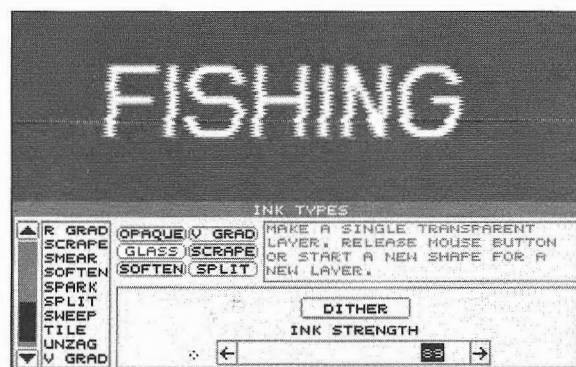 FISHING
INK TYPES
R GRAD
SCRAPE
SMEAR
SOFTEN
SPARK
SPLIT
SWEEP
TILE
UNZAG
V GRAD
OPAQUE V GRAD
GLASS SCRAPE
SOFTEN SPLIT
MAKE A SINGLE TRANSPARENT
LAYER. RELEASE MOUSE BUTTON
OR START A NEW SHAPE FOR A
NEW LAYER.
DITHER
INK STRENGTH